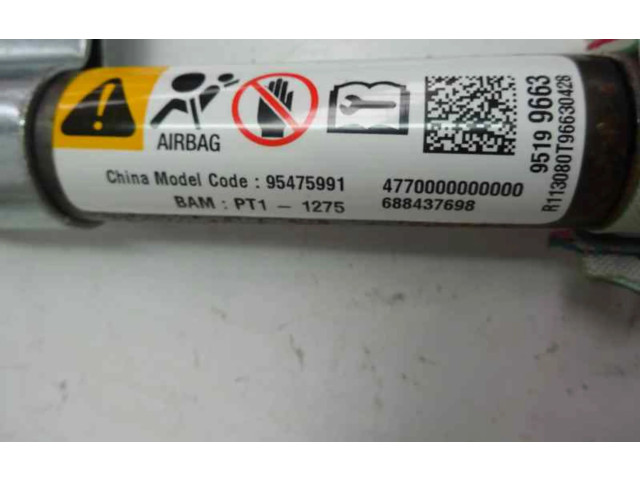 AIRBAG
China Model Code : 95475991
BAM : PT1 - 1275
4770000000000
688437698
9519 9663
R113080T96630428